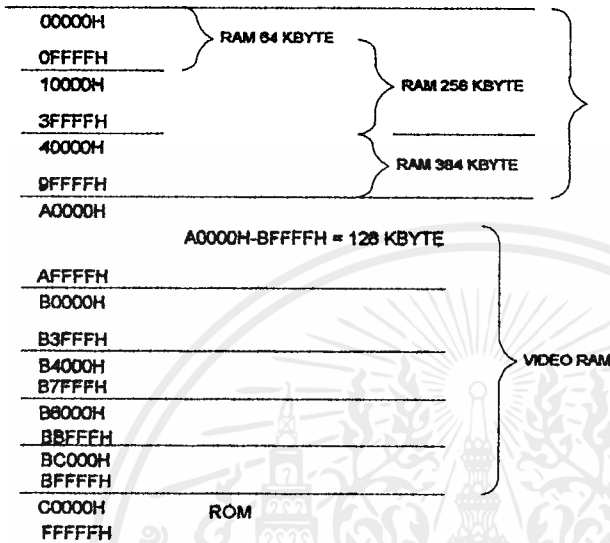 00000H
RAM 64 KBYTE
0FFFFH
10000H
RAM 256 KBYTE
3FFFFH
40000H
RAM 384 KBYTE
9FFFFH
A0000H
A0000H-BFFFFH = 128 KBYTE
AFFFFH
B0000H
B3FFFH
B4000H
VIDEO RAM
B7FFFH
B8000H
BBFFFH
BC000H
BFFFFH
C0000H ROM
FFFFFH